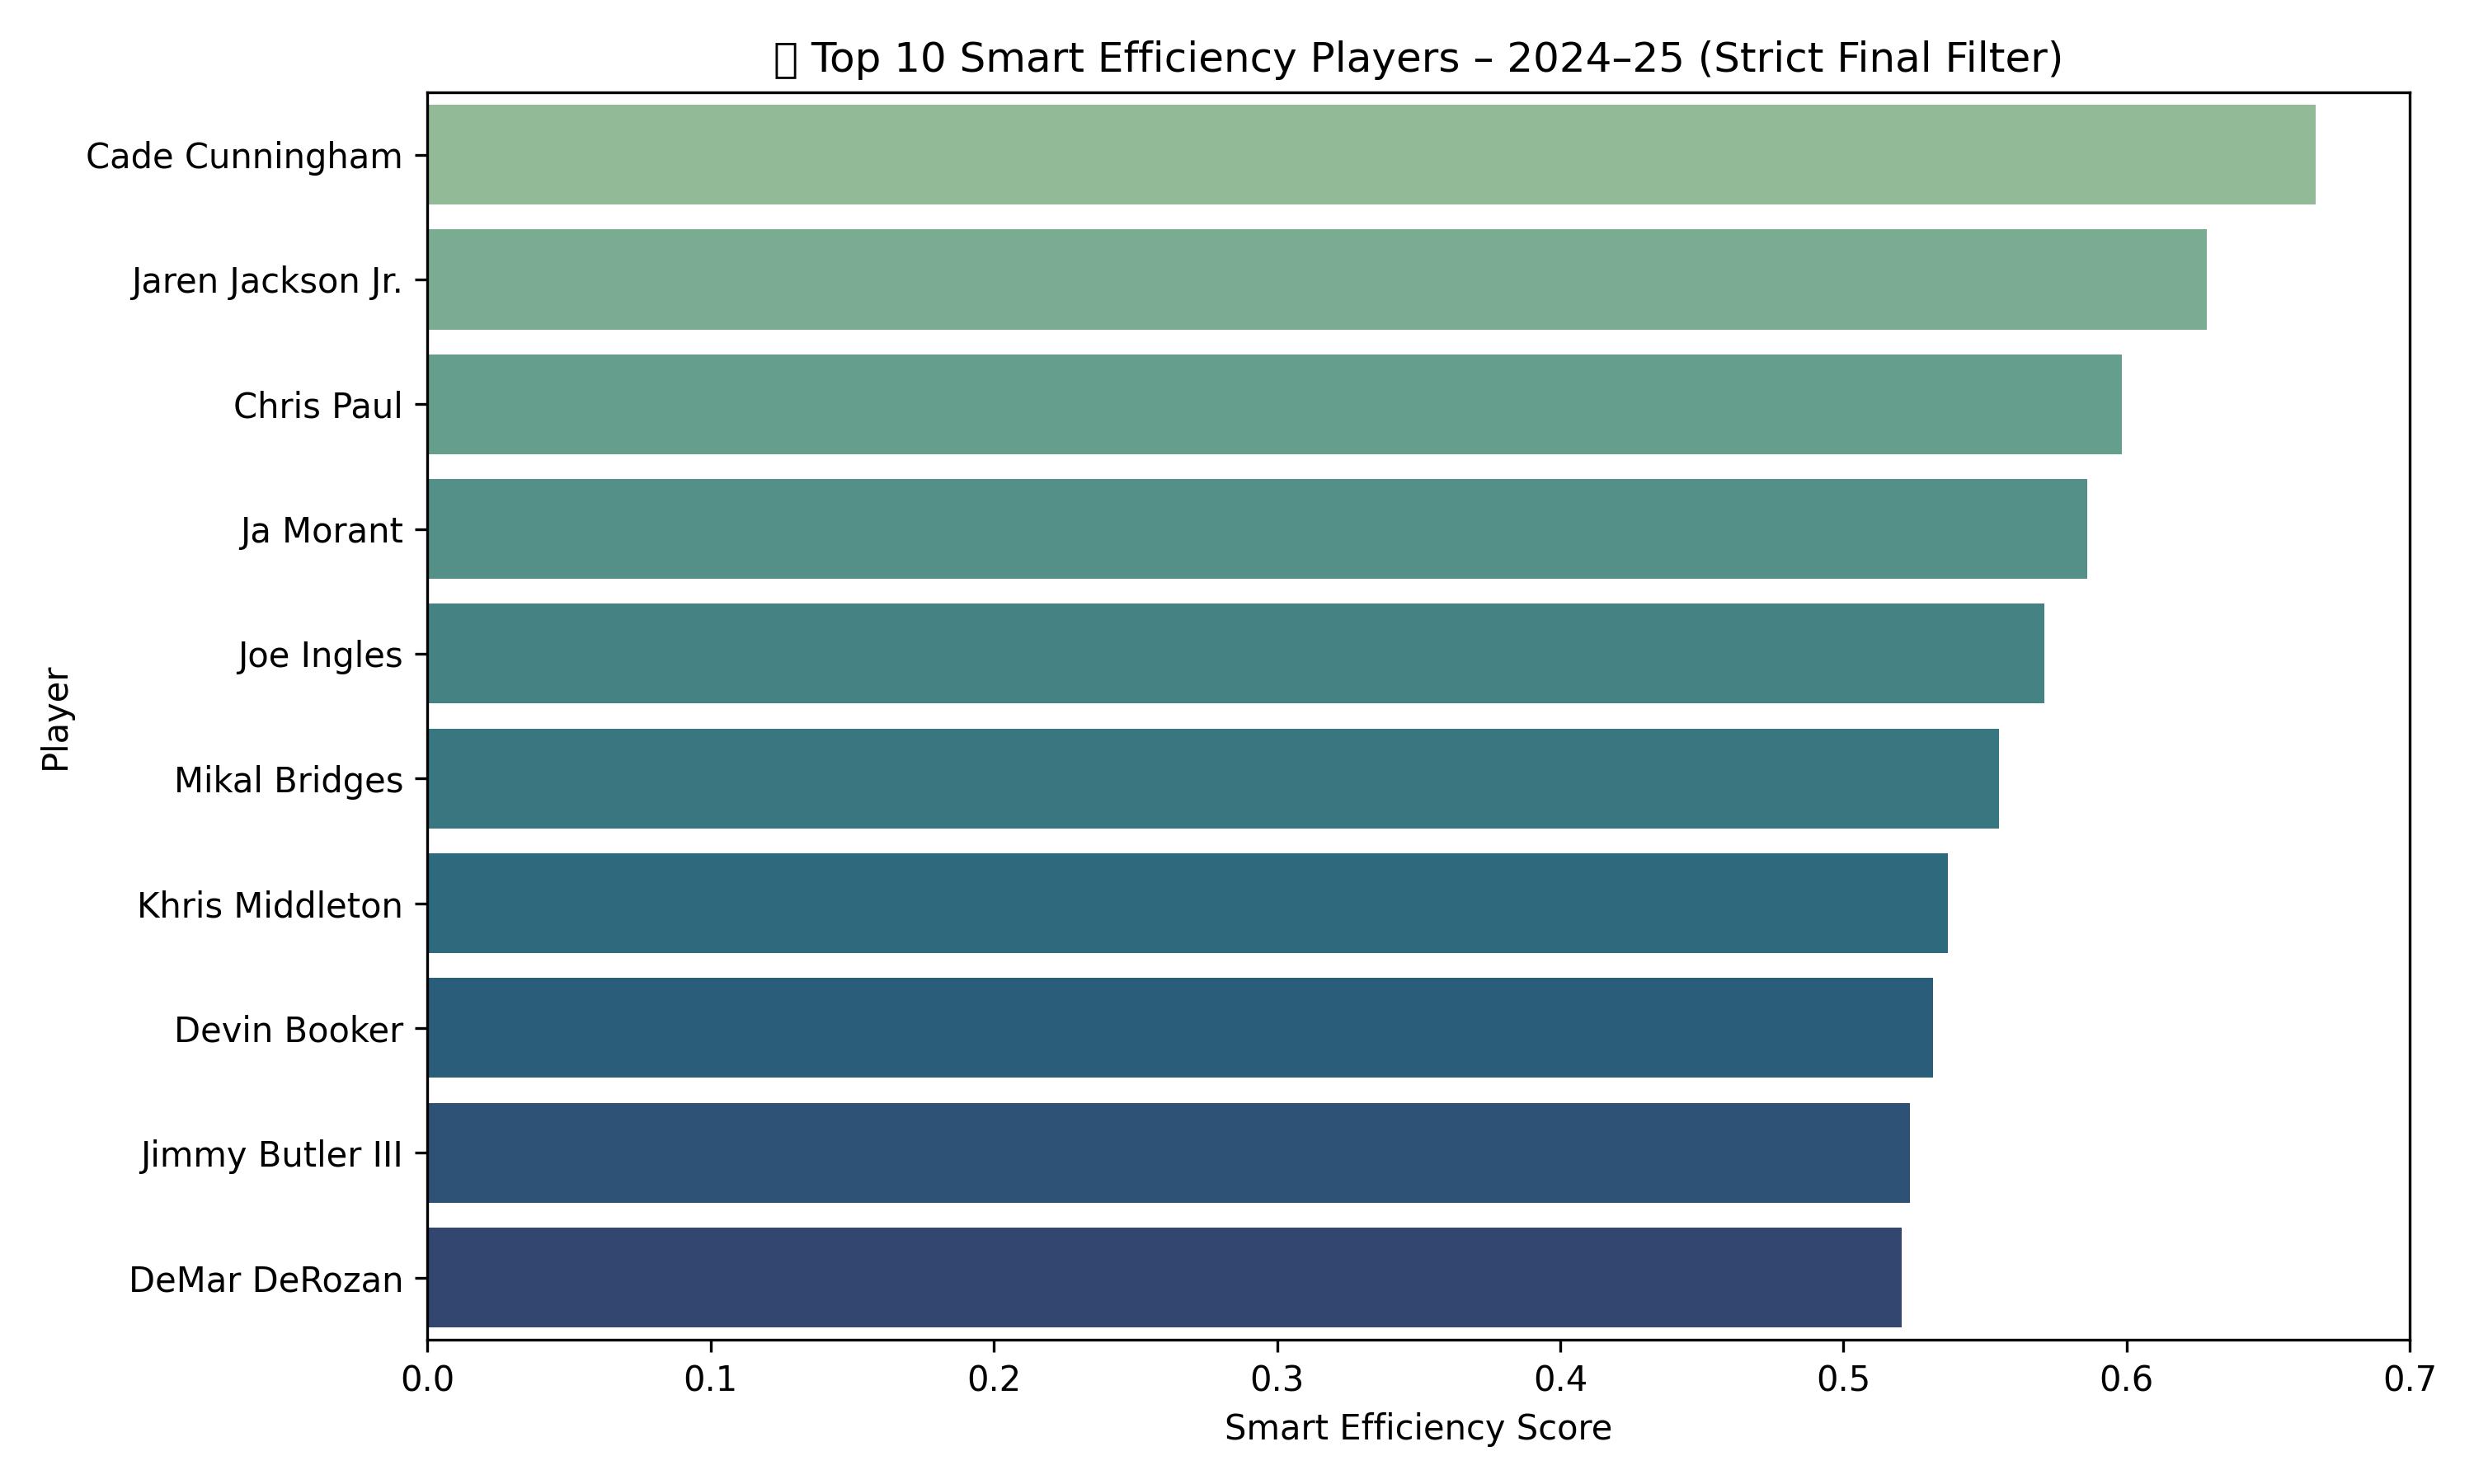 Top 10 Smart Efficiency Players – 2024–25 (Strict Final Filter)
Player
Cade Cunningham
Jaren Jackson Jr.
Chris Paul
Ja Morant
Joe Ingles
Mikal Bridges
Khris Middleton
Devin Booker
Jimmy Butler III
DeMar DeRozan
0.0 0.1 0.2 0.3 0.4 0.5 0.6 0.7
Smart Efficiency Score